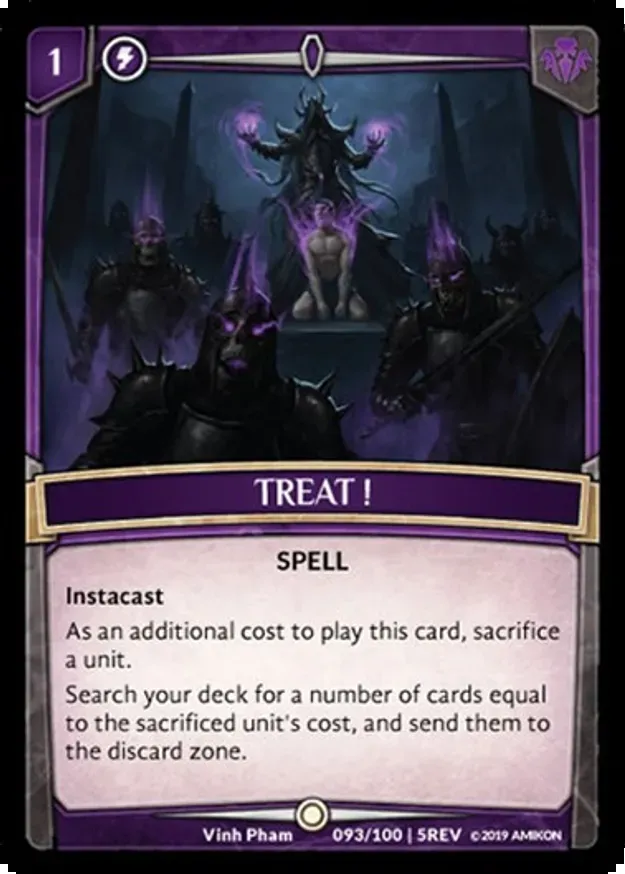 1
TREAT !
SPELL
Instacast
As an additional cost to play this card, sacrifice
a unit.
Search your deck for a number of cards equal
to the sacrificed unit's cost, and send them to
the discard zone.
Vinh Pham 093/100 | 5REV ©2019 AMIKON